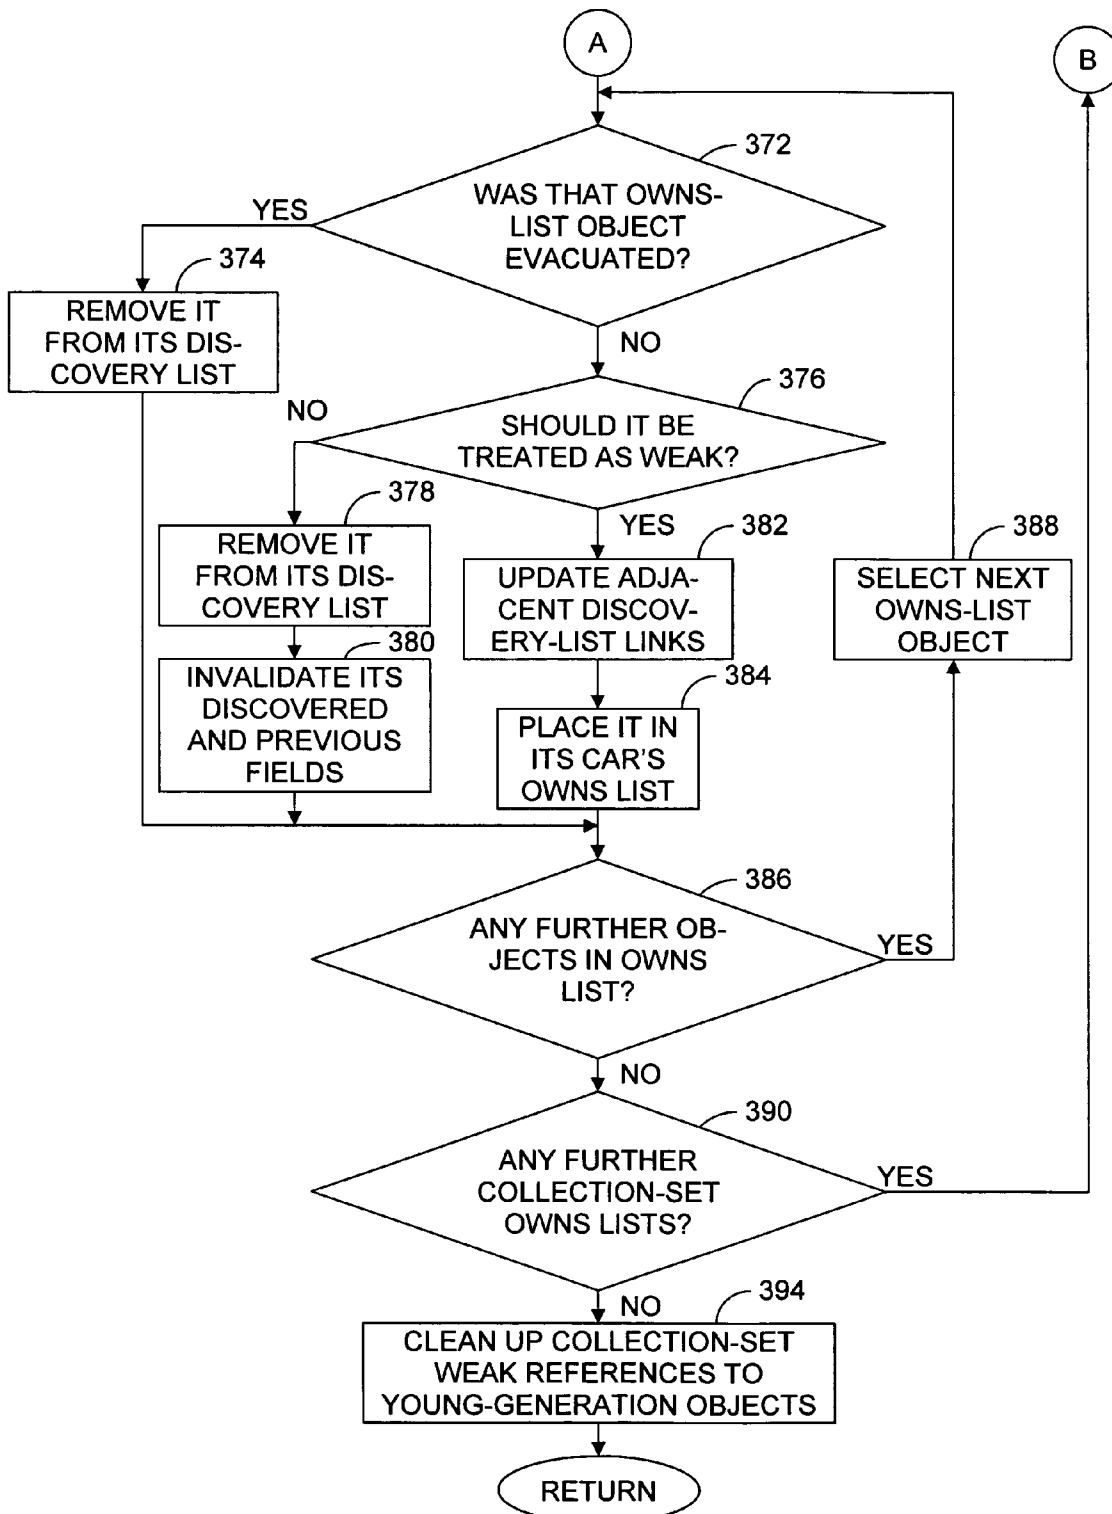 A
B
372
WAS THAT OWNS-
LIST OBJECT
EVACUATED?
YES
374
REMOVE IT
FROM ITS DIS-
COVERY LIST
NO
376
NO
SHOULD IT BE
TREATED AS WEAK?
378
YES
382
388
REMOVE IT
FROM ITS DIS-
COVERY LIST
UPDATE ADJA-
CENT DISCOV-
ERY-LIST LINKS
SELECT NEXT
OWNS-LIST
OBJECT
380
INVALIDATE ITS
DISCOVERED
AND PREVIOUS
FIELDS
384
PLACE IT IN
ITS CAR'S
OWNS LIST
386
ANY FURTHER OB-
JECTS IN OWNS
LIST?
YES
NO
390
ANY FURTHER
COLLECTION-SET
OWNS LISTS?
YES
NO
394
CLEAN UP COLLECTION-SET
WEAK REFERENCES TO
YOUNG-GENERATION OBJECTS
RETURN